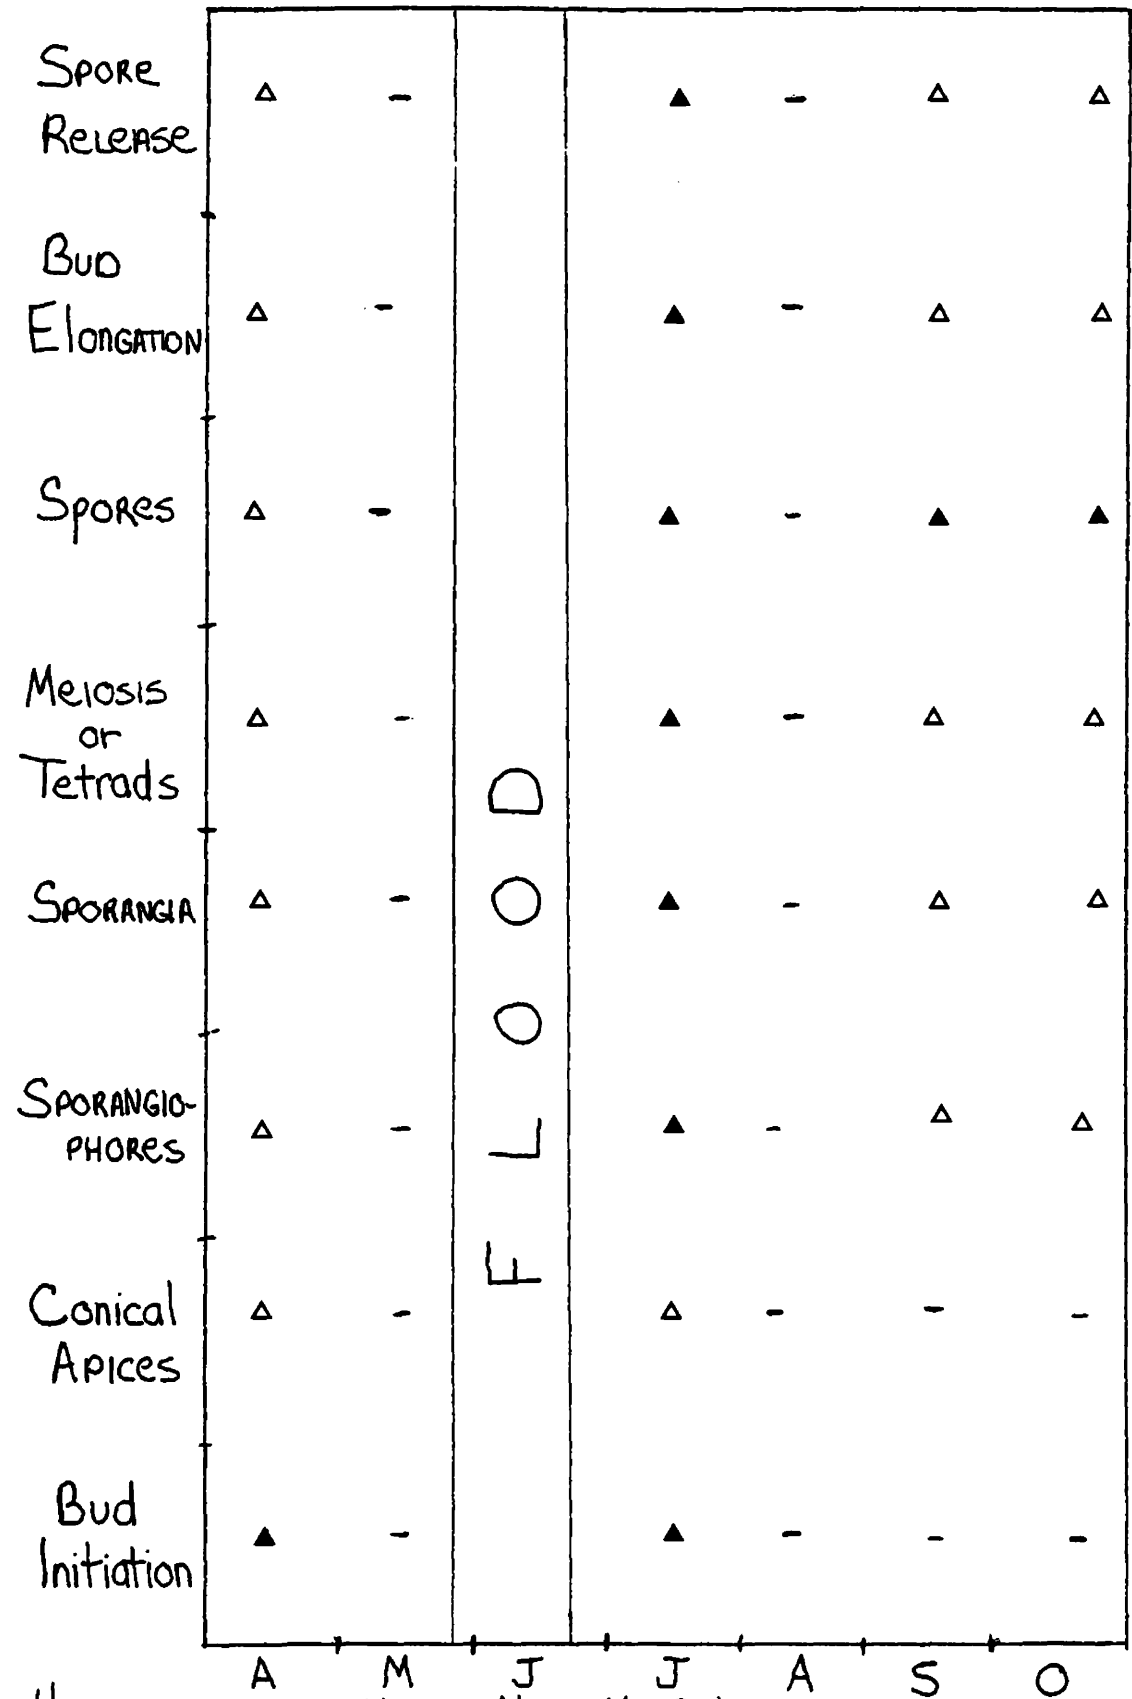 Spore
Release
Bud
Elongation
Spores
Meiosis
or
Tetrads
Sporangia
Sporangio-
phores
Conical
Apices
Bud
Initiation
FLOOD
A M J J A S O